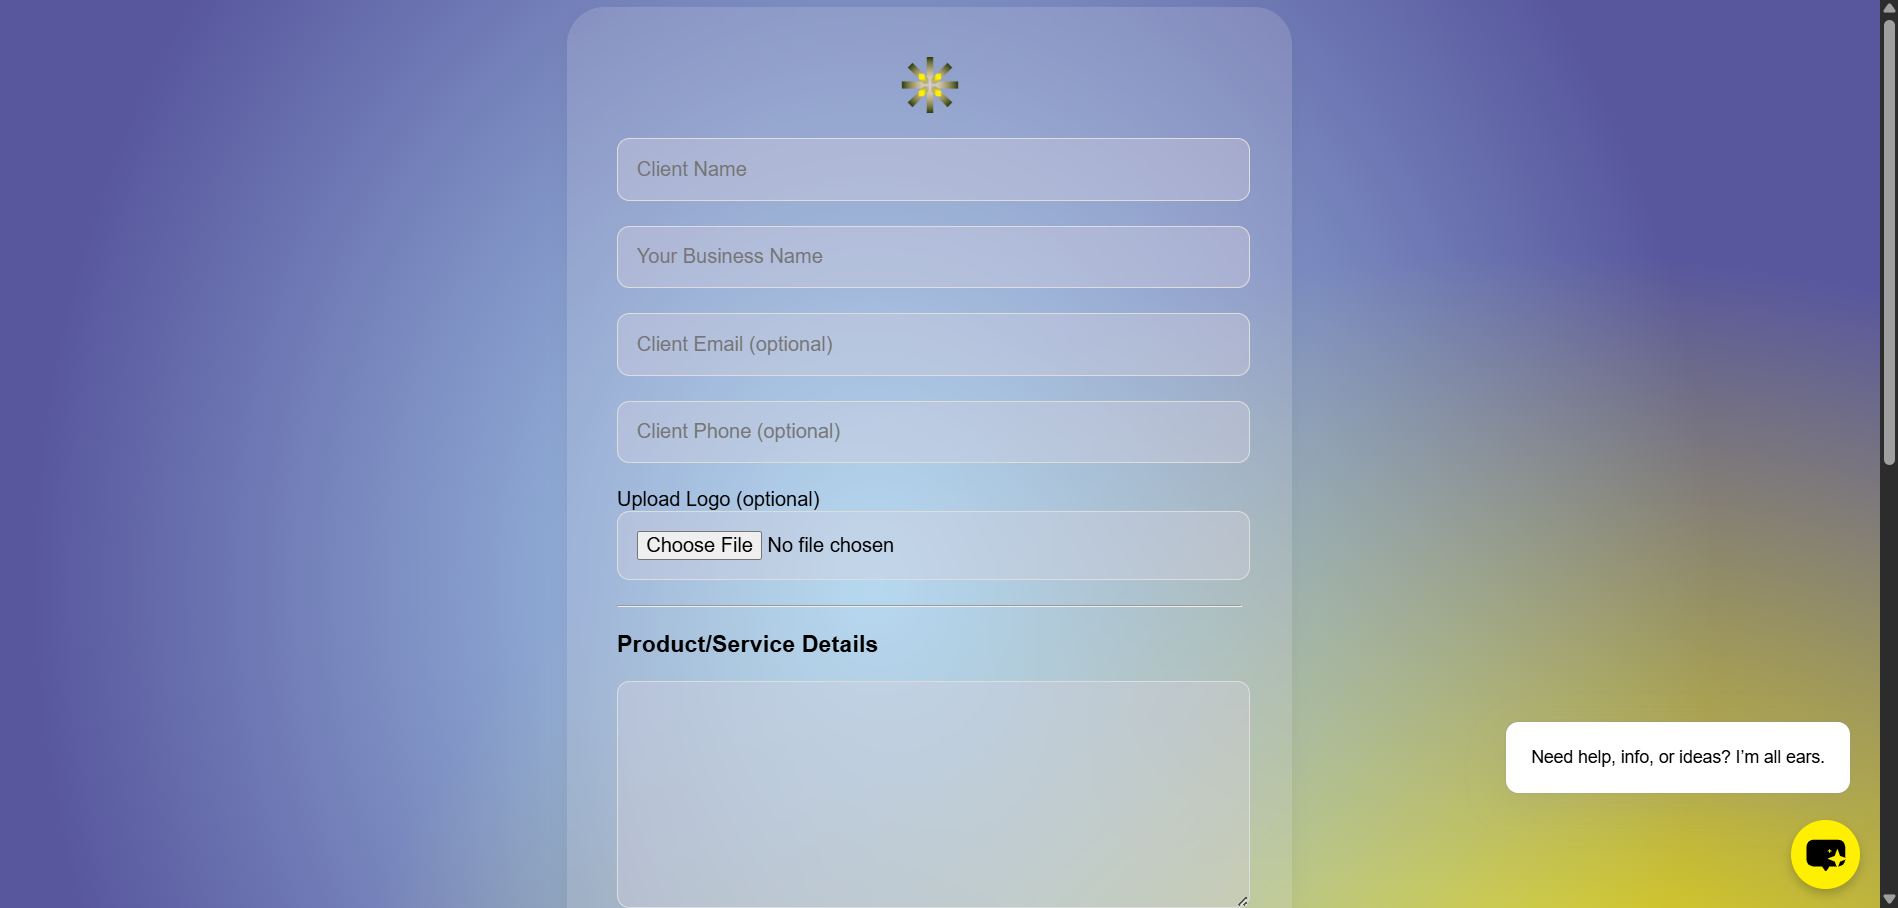 Client Name
Your Business Name
Client Email (optional)
Client Phone (optional)
Upload Logo (optional)
Choose File No file chosen
Product/Service Details
Need help, info, or ideas? I’m all ears.